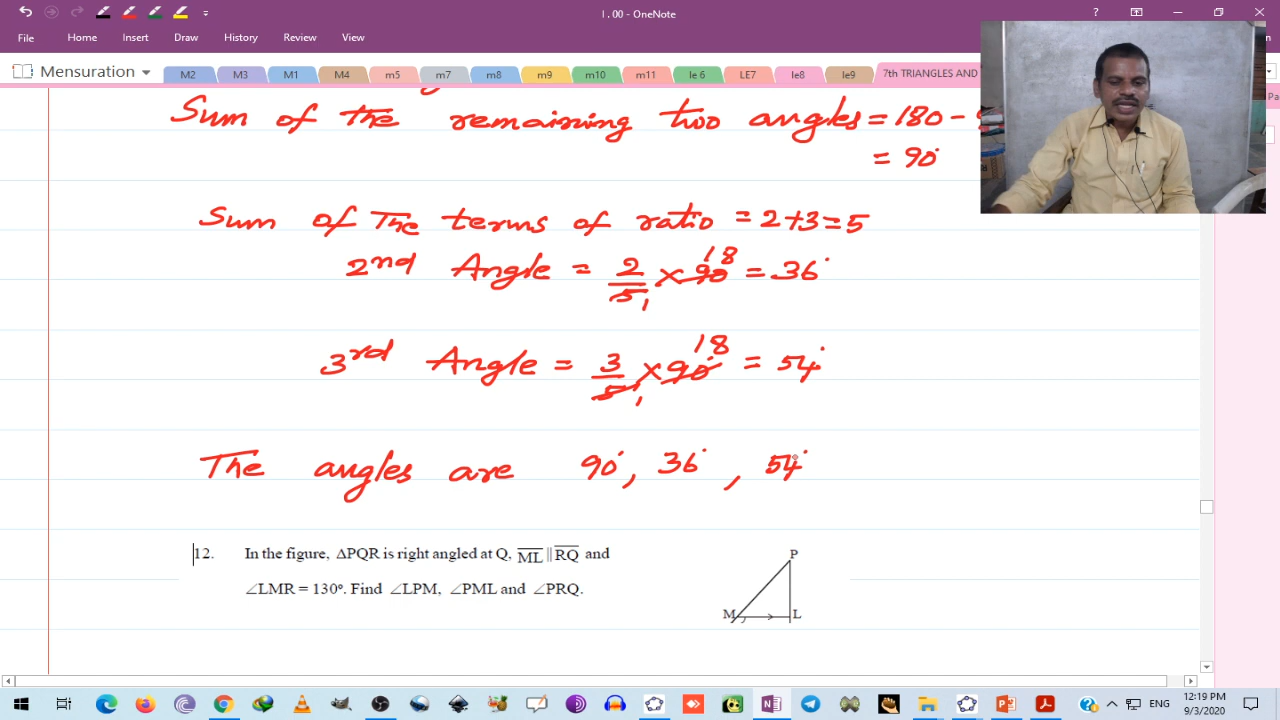 1.00 - OneNote
File Home Insert Draw History Review View
Mensuration M2 M3 M1 M4 m5 m7 m8 m9 m10 m11 le 6 LE7 le8 le9 7th TRIANGLES AND
Sum of the remaining two angles = 180 -
= 90°
Sum of The terms of ratio = 2+3=5
2nd Angle = 2/5 1 × 90 18 = 36°
3rd Angle = 3/5 1 × 90° 18 = 54°
The angles are 90°, 36°, 54°
12. In the figure, ΔPQR is right angled at Q, ML || RQ and
∠LMR = 130°. Find ∠LPM, ∠PML and ∠PRQ.
P
M L
12:19 PM
ENG
9/3/2020